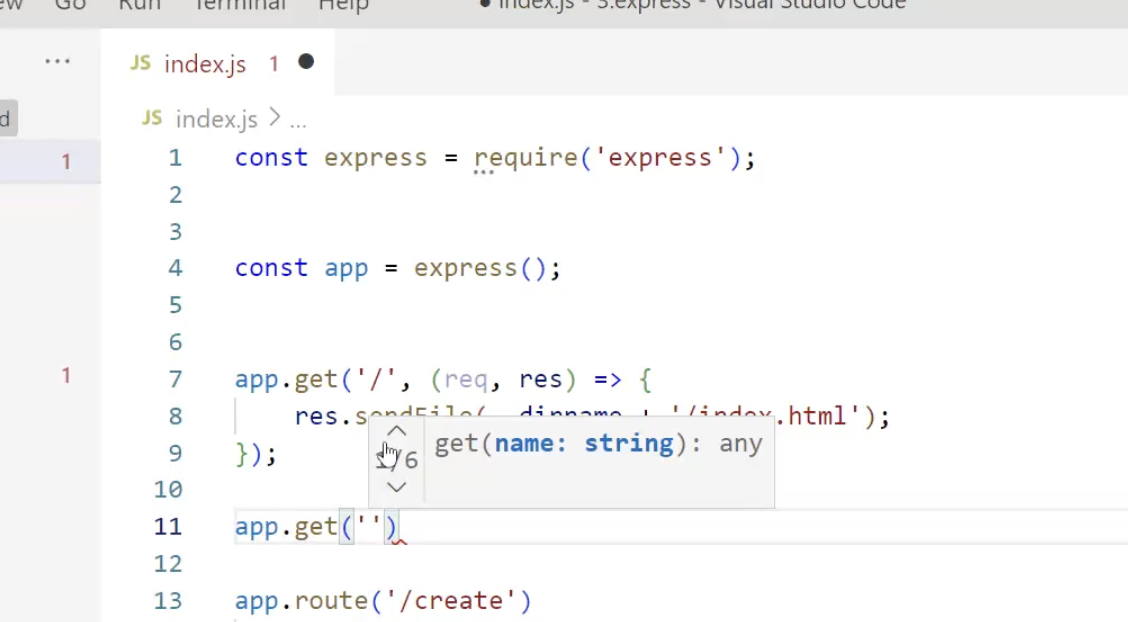 ew Go Run Terminal Help ● index.js - 3.express - Visual Studio Code
··· JS index.js 1 ●
d JS index.js > ...
1 1 const express = require('express');
2
3
4 const app = express();
5
6
1 7 app.get('/', (req, res) => {
8 res.sendFile(__dirname + '/index.html');
9 });
get(name: string): any
1/6
10
11 app.get('')
12
13 app.route('/create')